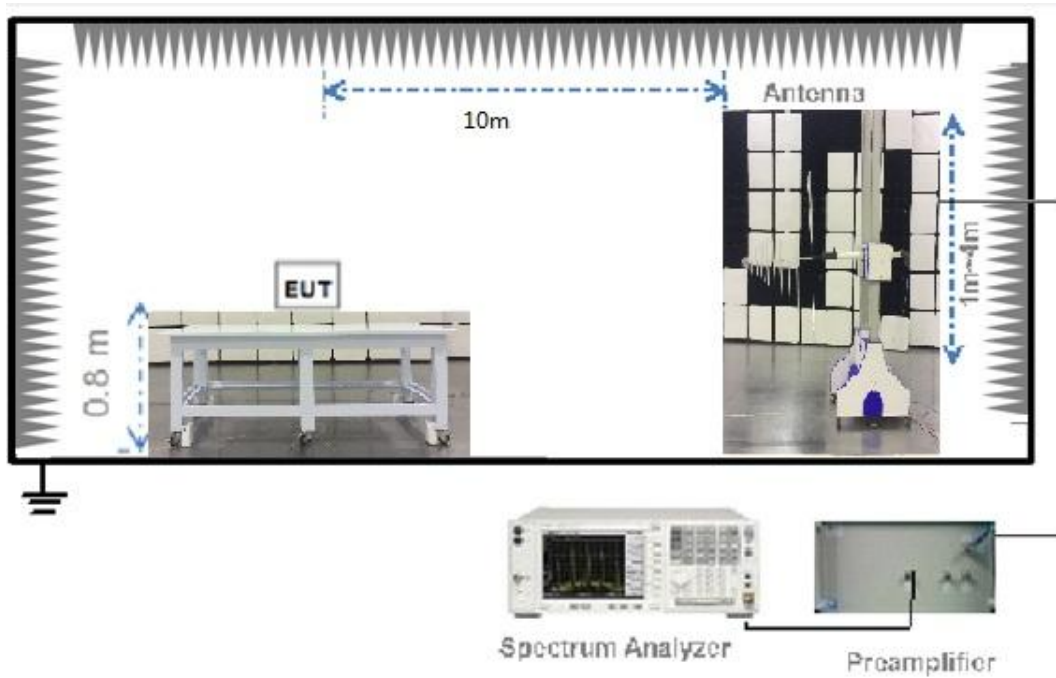 10m
Antenna
EUT
0.8 m
1m~4m
Spectrum Analyzer
Preamplifier